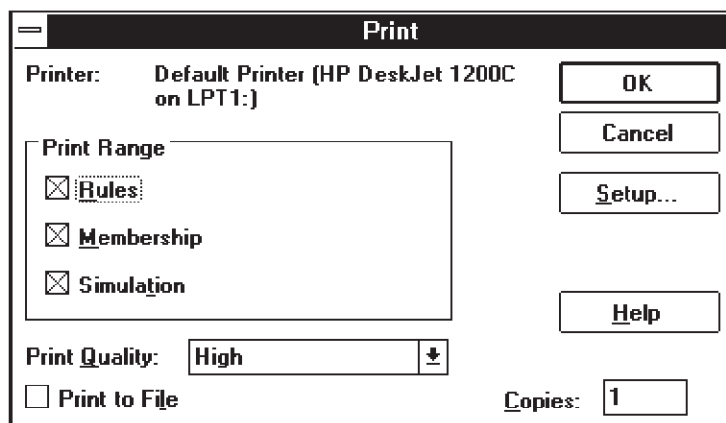 Print
Printer: Default Printer (HP DeskJet 1200C
on LPT1:)
OK
Cancel
Print Range
Rules
Setup...
Membership
Simulation
Help
Print Quality: High
Print to File
Copies: 1